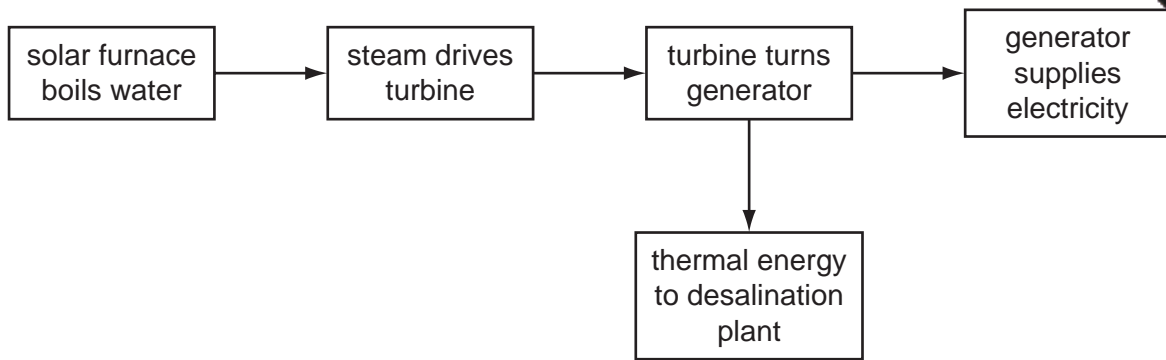 solar furnace
boils water
steam drives
turbine
turbine turns
generator
generator
supplies
electricity
thermal energy
to desalination
plant